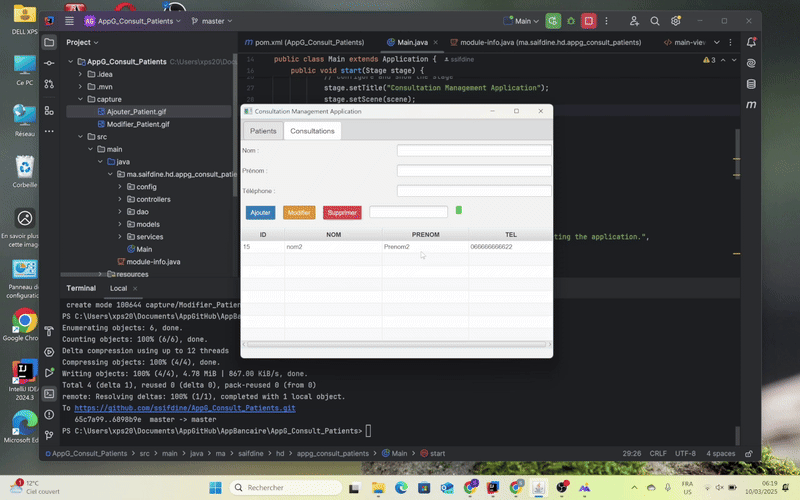 DELL XPS
Ce PC
Réseau
Corbeille
En savoir plus sur
cette image
Panneau de
configuration
Google Chrome
IntelliJ IDEA
2024.3
Microsoft Edge
AG AppG_Consult_Patients
master
Main
Project
pom.xml (AppG_Consult_Patients)
Main.java
module-info.java (ma.saifdine.hd.appg_consult_patients)
main-view
AppG_Consult_Patients C:\Users\xps20\Doc
.idea
.mvn
capture
Ajouter_Patient.gif
Modifier_Patient.gif
src
main
java
ma.saifdine.hd.appg_consult_patie
config
controllers
dao
models
services
Main
module-info.java
resources
14 public class Main extends Application { ssifdine
public void start(Stage stage) {
// Configure and show the stage
27 stage.setTitle("Consultation Management Application");
28 stage.setScene(scene);
3
ting the application.",
Consultation Management Application
Patients Consultations
Nom :
Prénom :
Téléphone :
Ajouter Modifier Supprimer
ID NOM PRENOM TEL
15 nom2 Prenom2 066666666622
Terminal Local
create mode 100644 capture/Modifier_Patie
PS C:\Users\xps20\Documents\AppGitHub\AppBan
Enumerating objects: 6, done.
Counting objects: 100% (6/6), done.
Delta compression using up to 12 threads
Compressing objects: 100% (4/4), done.
Writing objects: 100% (4/4), 4.78 MiB | 867.00 KiB/s, done.
Total 4 (delta 1), reused 0 (delta 0), pack-reused 0 (from 0)
remote: Resolving deltas: 100% (1/1), completed with 1 local object.
To https://github.com/ssifdine/AppG_Consult_Patients.git
65c7a99..6898b9e master -> master
PS C:\Users\xps20\Documents\AppGitHub\AppBancaire\AppG_Consult_Patients>
AppG_Consult_Patients > src > main > java > ma > saifdine > hd > appg_consult_patients > Main > start
29:26 CRLF UTF-8 4 spaces
12°C
Ciel couvert
Rechercher
FRA
US
06:19
10/03/2025